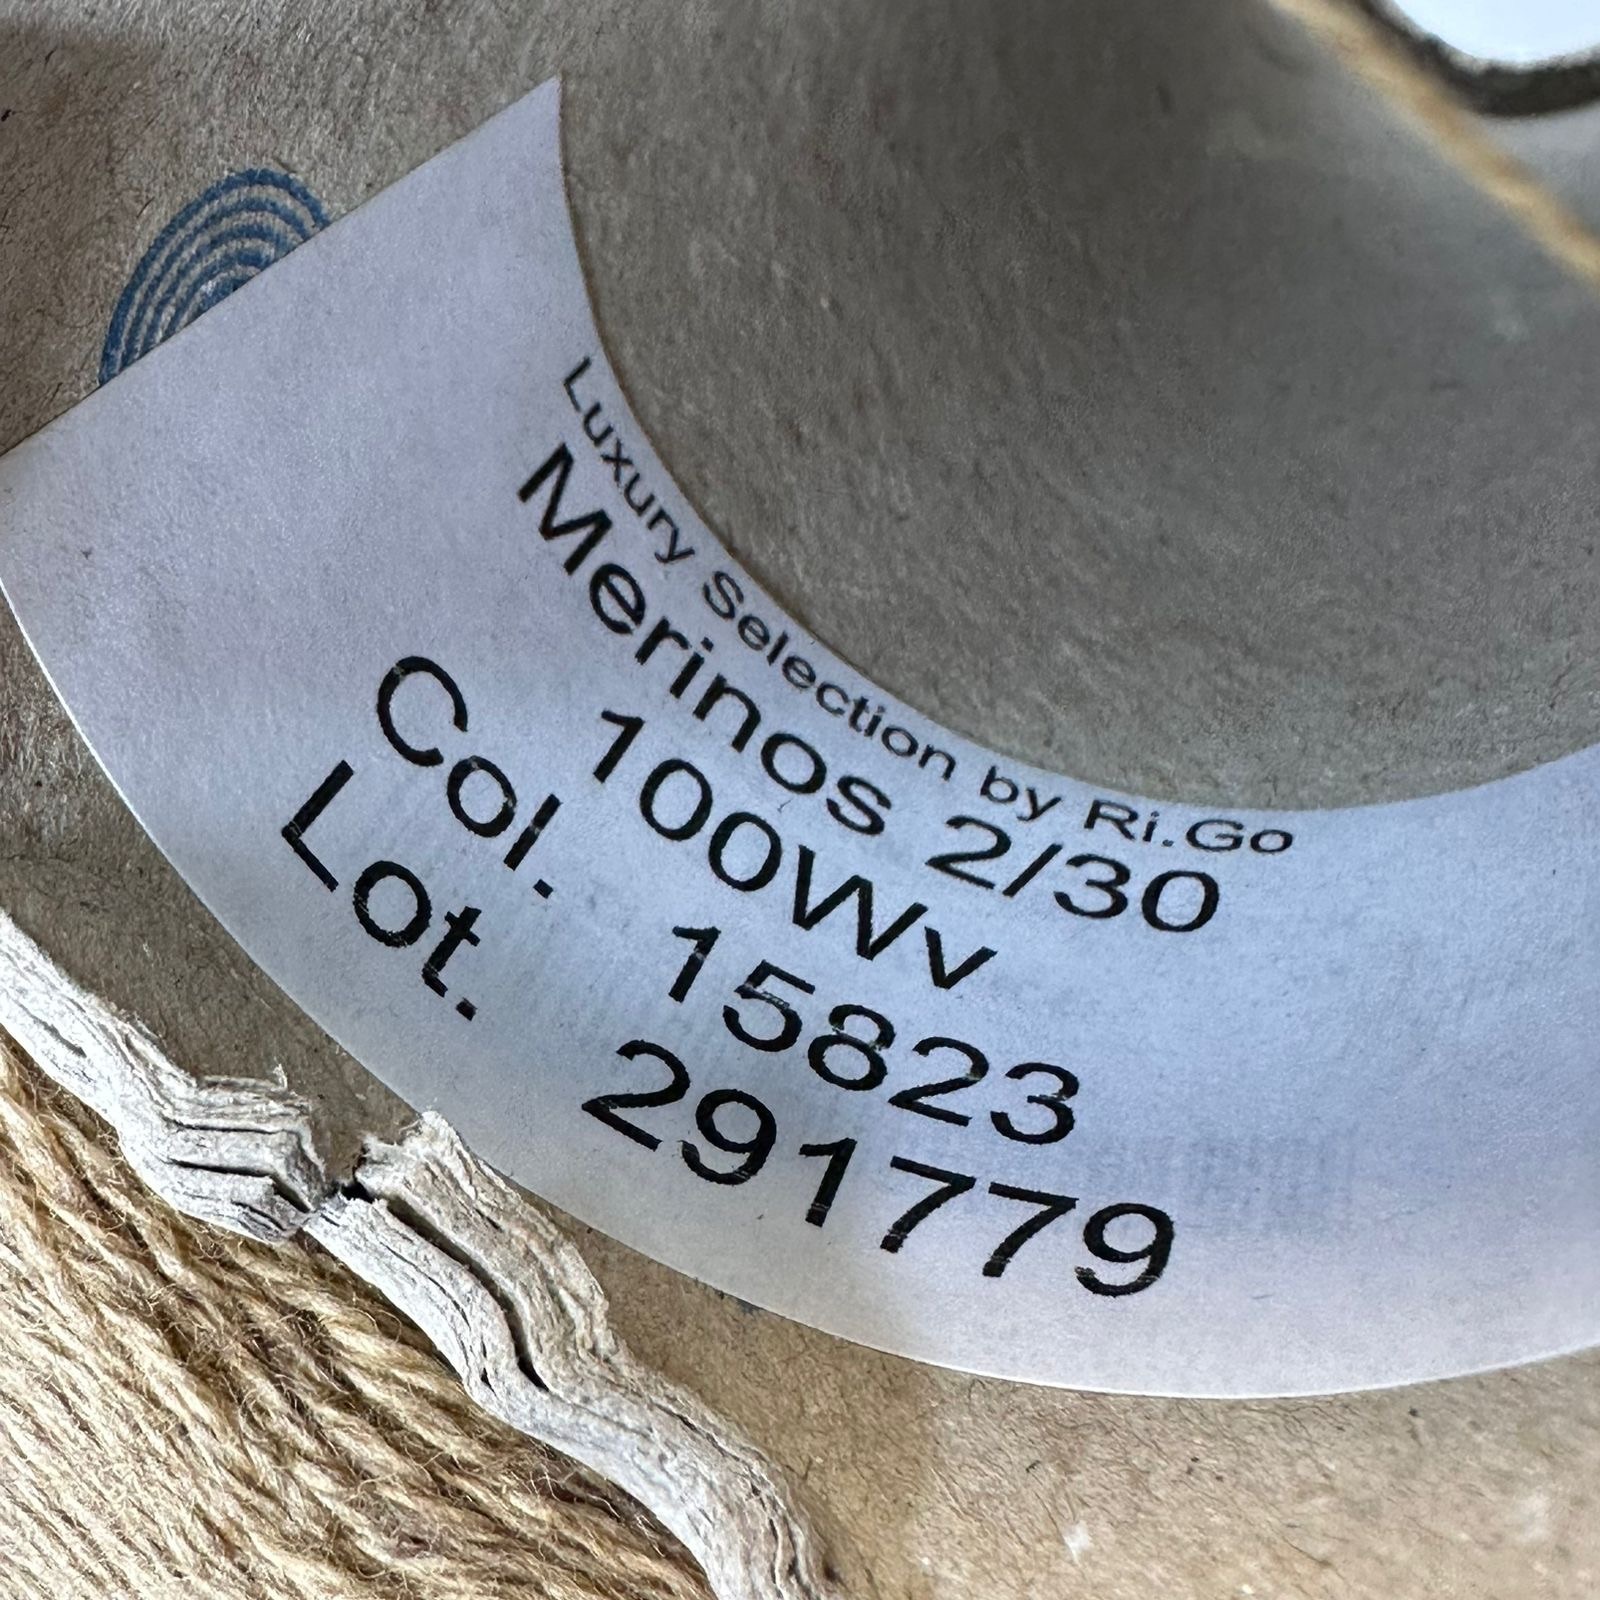 Luxury Selection by Ri.Go
Merinos 2/30
100Wv
Col. 15823
Lot. 291779